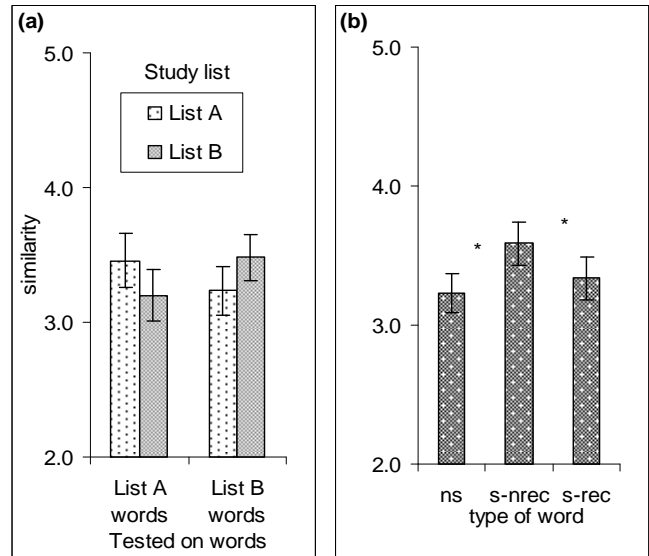 (a)
5.0
Study list
List A
List B
4.0
similarity
3.0
2.0
List A
words
List B
words
Tested on words
(b)
5.0
4.0
*
*
3.0
2.0
ns
s-nrec
s-rec
type of word